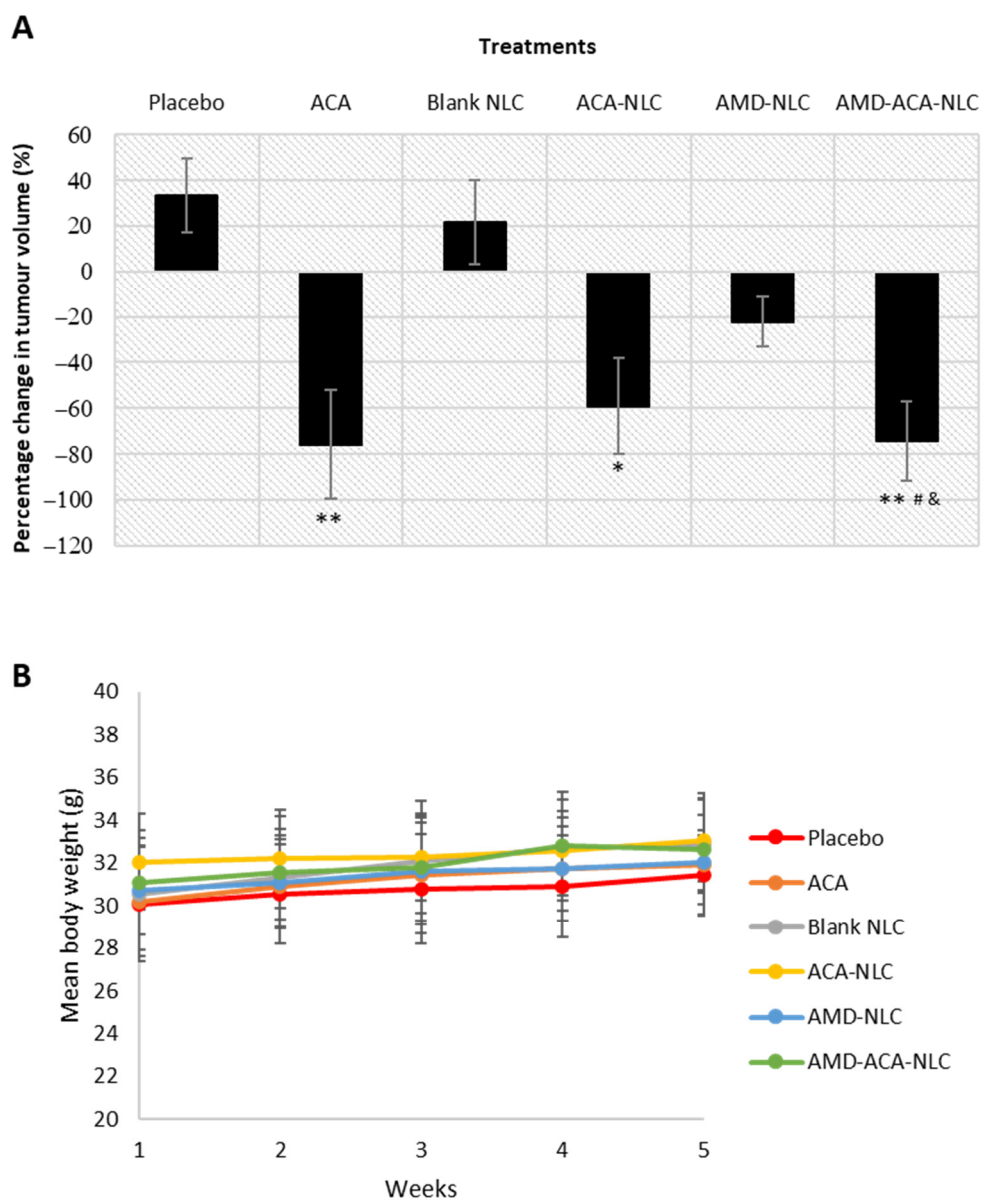 A
Treatments
Placebo ACA Blank NLC ACA-NLC AMD-NLC AMD-ACA-NLC
Percentage change in tumour volume (%)
60
40
20
0
−20
−40
−60
−80
−100
−120
**
*
** # &
B
Mean body weight (g)
40
38
36
34
32
30
28
26
24
22
20
1 2 3 4 5
Weeks
Placebo
ACA
Blank NLC
ACA-NLC
AMD-NLC
AMD-ACA-NLC